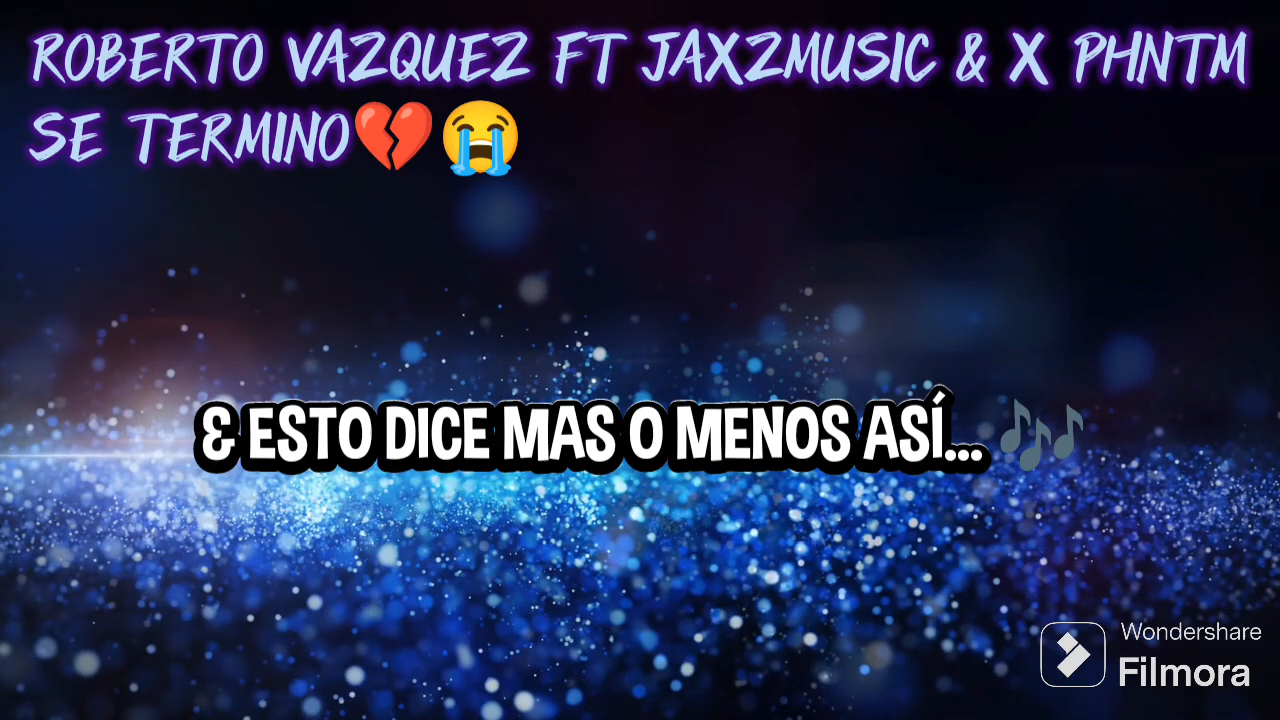 ROBERTO VAZQUEZ FT JAXZMUSIC & X PHNTM
SE TERMINO💔😭
& ESTO DICE MAS O MENOS ASÍ... 🎶
Wondershare
Filmora